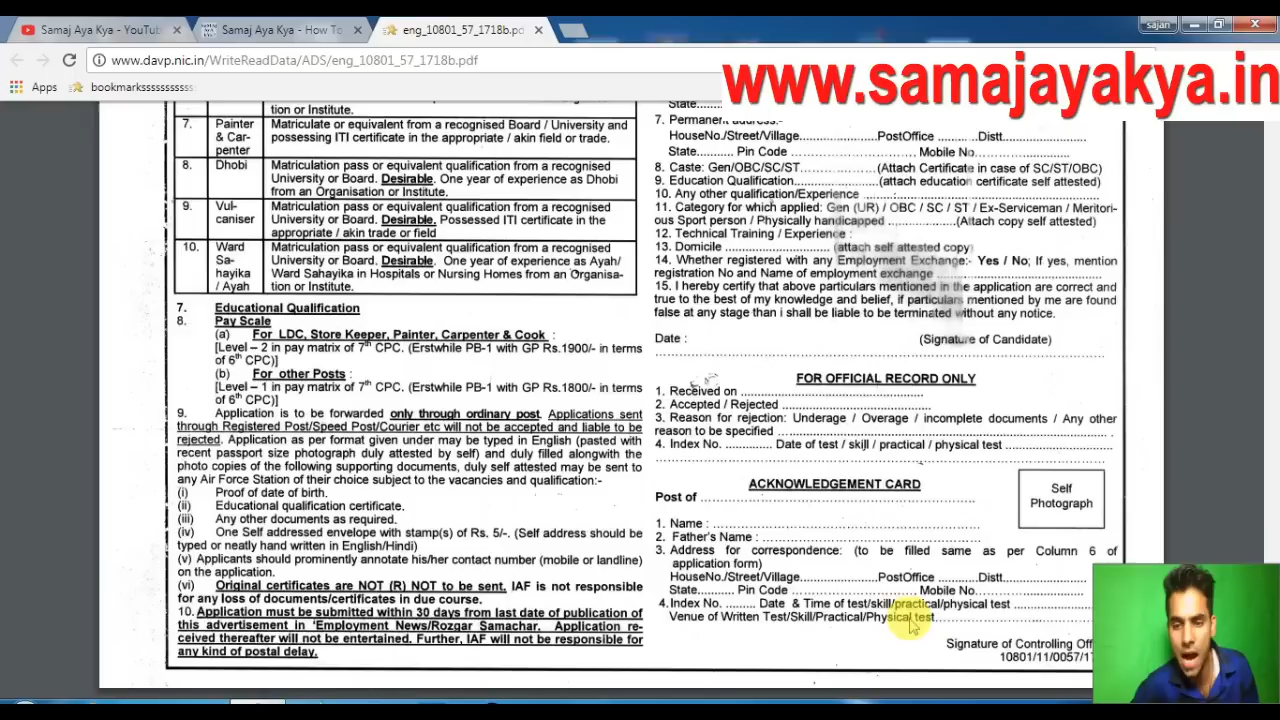 Samaj Aya Kya - YouTu
Samaj Aya Kya - How To
eng_10801_57_1718b.pd
sajan
www.davp.nic.in/WriteReadData/ADS/eng_10801_57_1718b.pdf
Apps
bookmarksssssssssss
www.samajayakya.in
tion or Institute.
7. Painter & Car- penter
Matriculate or equivalent from a recognised Board / University and
possessing ITI certificate in the appropriate / akin field or trade.
8. Dhobi
Matriculation pass or equivalent qualification from a recognised
University or Board. Desirable. One year of experience as Dhobi
from an Organisation or Institute.
9. Vul- caniser
Matriculation pass or equivalent qualification from a recognised
University or Board. Desirable. Possessed ITI certificate in the
appropriate / akin trade or field
10. Ward Sa- hayika / Ayah
Matriculation pass or equivalent qualification from a recognised
University or Board. Desirable. One year of experience as Ayah/
Ward Sahayika in Hospitals or Nursing Homes from an Organisa-
tion or Institute.
7. Educational Qualification
8. Pay Scale
(a) For LDC, Store Keeper, Painter, Carpenter & Cook :
[Level – 2 in pay matrix of 7th CPC. (Erstwhile PB-1 with GP Rs.1900/- in terms
of 6th CPC)]
(b) For other Posts :
[Level – 1 in pay matrix of 7th CPC. (Erstwhile PB-1 with GP Rs.1800/- in terms
of 6th CPC)]
9. Application is to be forwarded only through ordinary post. Applications sent
through Registered Post/Speed Post/Courier etc will not be accepted and liable to be
rejected. Application as per format given under may be typed in English (pasted with
recent passport size photograph duly attested by self) and duly filled alongwith the
photo copies of the following supporting documents, duly self attested may be sent to
any Air Force Station of their choice subject to the vacancies and qualification:-
(i) Proof of date of birth.
(ii) Educational qualification certificate.
(iii) Any other documents as required.
(iv) One Self addressed envelope with stamp(s) of Rs. 5/-. (Self address should be
typed or neatly hand written in English/Hindi)
(v) Applicants should prominently annotate his/her contact number (mobile or landline)
on the application.
(vi) Original certificates are NOT (R) NOT to be sent. IAF is not responsible
for any loss of documents/certificates in due course.
10. Application must be submitted within 30 days from last date of publication of
this advertisement in 'Employment News/Rozgar Samachar. Application re-
ceived thereafter will not be entertained. Further, IAF will not be responsible for
any kind of postal delay.
State.
7. Permanent address:-
HouseNo./Street/Village.....................PostOffice ..........Distt.....................
State....... Pin Code .................................., Mobile No........................
8. Caste: Gen/OBC/SC/ST....................(Attach Certificate in case of SC/ST/OBC)
9. Education Qualification.....................(attach education certificate self attested)
10. Any other qualification/Experience ..........................................................
11. Category for which applied: Gen (UR) / OBC / SC / ST / Ex-Serviceman / Meritori-
ous Sport person / Physically handicapped .....................(Attach copy self attested)
12. Technical Training / Experience :
13. Domicile ........................... (attach self attested copy)
14. Whether registered with any Employment Exchange:- Yes / No; If yes, mention
registration No and Name of employment exchange ..........................................
15. I hereby certify that above particulars mentioned in the application are correct and
true to the best of my knowledge and belief, if particulars mentioned by me are found
false at any stage than i shall be liable to be terminated without any notice.
Date :
(Signature of Candidate)
FOR OFFICIAL RECORD ONLY
1. Received on ...............................................
2. Accepted / Rejected ......................................
3. Reason for rejection: Underage / Overage / incomplete documents / Any other
reason to be specified ...............................................................................
4. Index No. ............ Date of test / skill / practical / physical test ............................
ACKNOWLEDGEMENT CARD
Self
Photograph
Post of ......................................................................
1. Name : ......................................................................
2. Father's Name : .........................................................
3. Address for correspondence: (to be filled same as per Column 6 of
application form)
HouseNo./Street/Village.....................PostOffice ..........Distt.....................
State....... Pin Code .................................., Mobile No........................
4.Index No. ......... Date & Time of test/skill/practical/physical test ....................
Venue of Written Test/Skill/Practical/Physical test........................................
Signature of Controlling Off
10801/11/0057/17